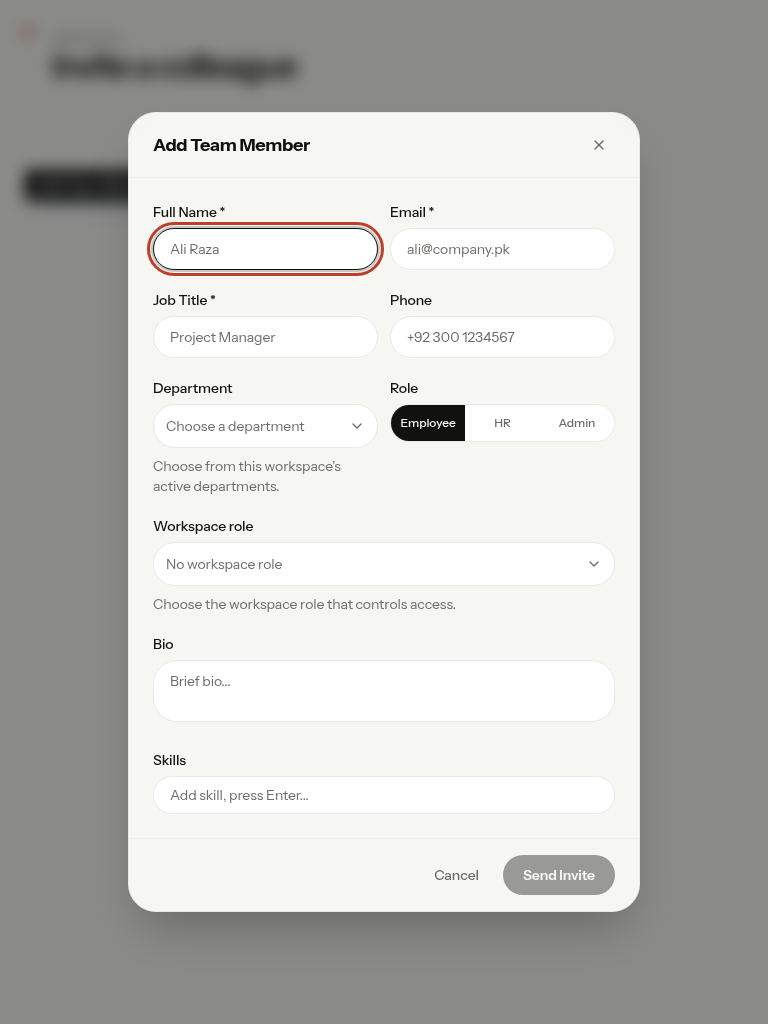 Invite a colleague
Add Team Member
Full Name *
Email *
Ali Raza
ali@company.pk
Job Title *
Phone
Project Manager
+92 300 1234567
Department
Role
Choose a department
Employee
HR
Admin
Choose from this workspace's
active departments.
Workspace role
No workspace role
Choose the workspace role that controls access.
Bio
Brief bio...
Skills
Add skill, press Enter...
Cancel
Send Invite